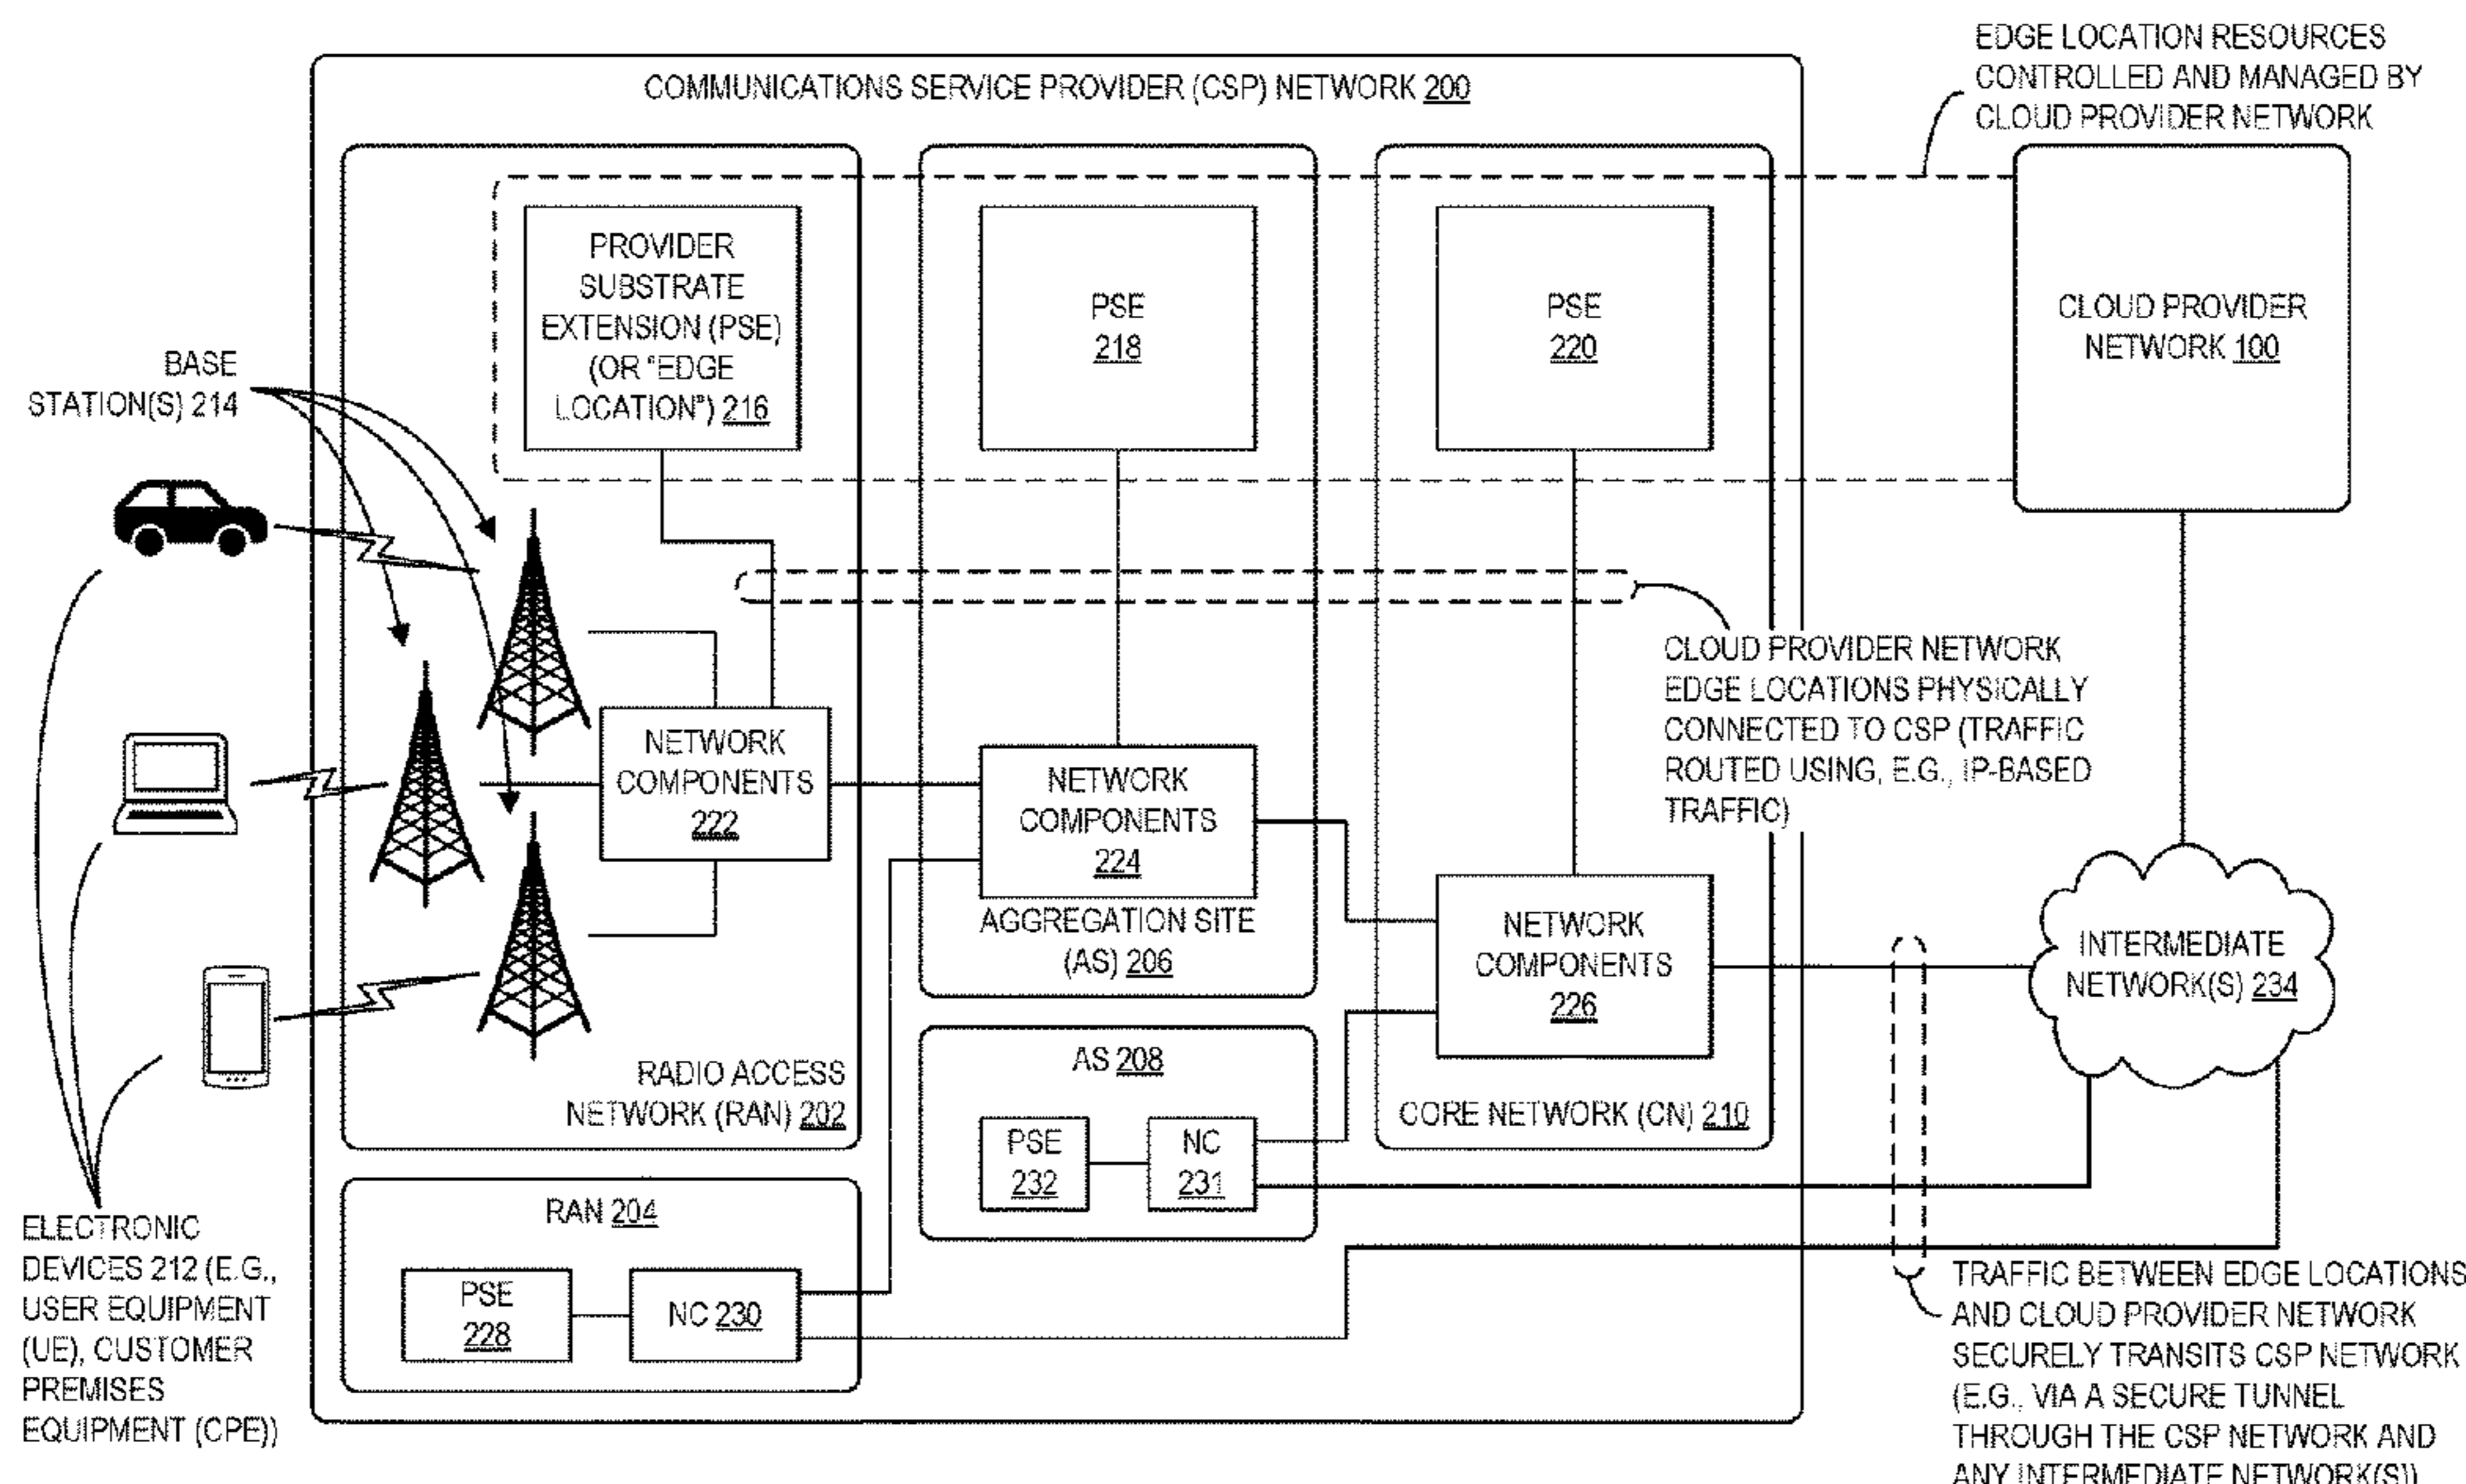 EDGE LOCATION RESOURCES
CONTROLLED AND MANAGED BY
CLOUD PROVIDER NETWORK
COMMUNICATIONS SERVICE PROVIDER (CSP) NETWORK 200
PROVIDER
SUBSTRATE
EXTENSION (PSE)
(OR "EDGE
LOCATION") 216
PSE
218
PSE
220
CLOUD PROVIDER
NETWORK 100
BASE
STATION(S) 214
CLOUD PROVIDER NETWORK
EDGE LOCATIONS PHYSICALLY
CONNECTED TO CSP (TRAFFIC
ROUTED USING, E.G., IP-BASED
TRAFFIC)
NETWORK
COMPONENTS
222
NETWORK
COMPONENTS
224
AGGREGATION SITE
(AS) 206
NETWORK
COMPONENTS
226
INTERMEDIATE
NETWORK(S) 234
RADIO ACCESS
NETWORK (RAN) 202
AS 208
PSE
232
NC
231
CORE NETWORK (CN) 210
RAN 204
PSE
228
NC 230
ELECTRONIC
DEVICES 212 (E.G.,
USER EQUIPMENT
(UE), CUSTOMER
PREMISES
EQUIPMENT (CPE))
TRAFFIC BETWEEN EDGE LOCATIONS
AND CLOUD PROVIDER NETWORK
SECURELY TRANSITS CSP NETWORK
(E.G., VIA A SECURE TUNNEL
THROUGH THE CSP NETWORK AND
ANY INTERMEDIATE NETWORK(S))